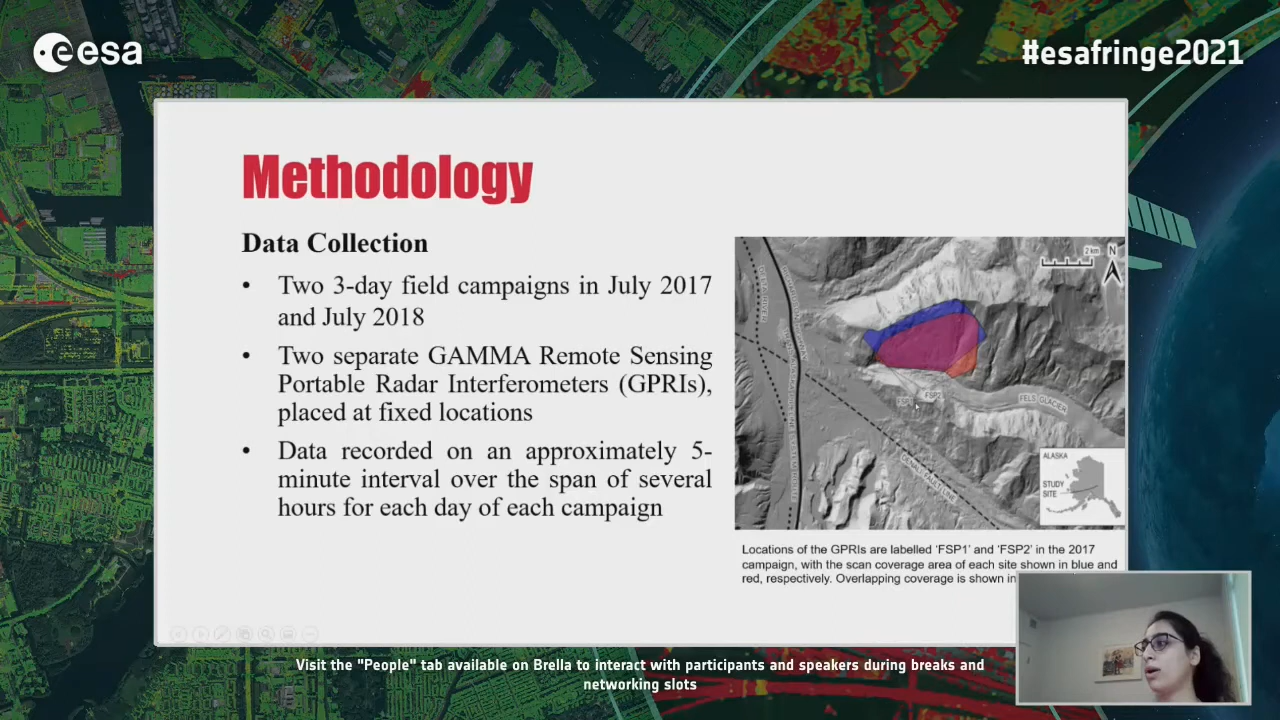 esa
#esafringe2021
Methodology
Data Collection
• Two 3-day field campaigns in July 2017
and July 2018
• Two separate GAMMA Remote Sensing
Portable Radar Interferometers (GPRIs),
placed at fixed locations
• Data recorded on an approximately 5-
minute interval over the span of several
hours for each day of each campaign
2 km
N
FSP1
FSP2
FELS GLACIER
ALASKA
STUDY
SITE
Locations of the GPRIs are labelled 'FSP1' and 'FSP2' in the 2017
campaign, with the scan coverage area of each site shown in blue and
red, respectively. Overlapping coverage is shown in
Visit the "People" tab available on Brella to interact with participants and speakers during breaks and
networking slots